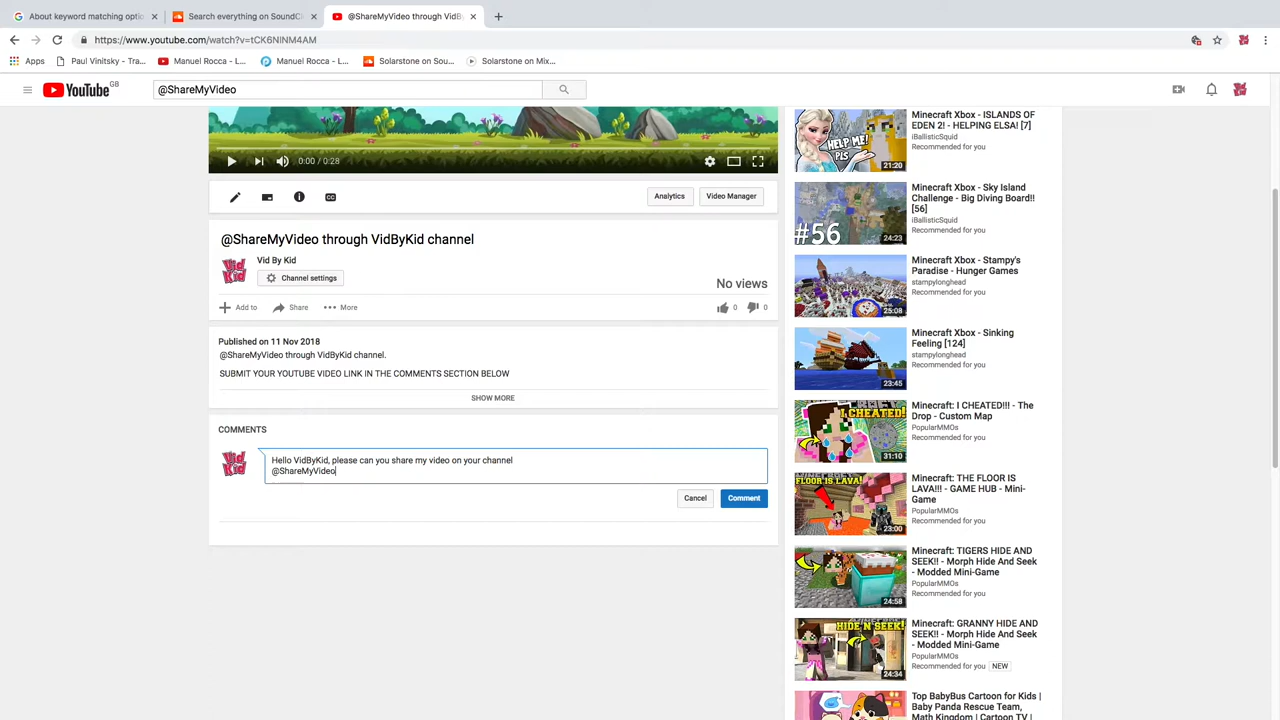 About keyword matching optio
Search everything on SoundC
@ShareMyVideo through VidBy
https://www.youtube.com/watch?v=tCK6NlNM4AM
Apps
Paul Vinitsky - Tra...
Manuel Rocca - L...
Manuel Rocca - L...
Solarstone on Sou...
Solarstone on Mix...
YouTube GB
@ShareMyVideo
0:00 / 0:28
CC
Analytics
Video Manager
@ShareMyVideo through VidByKid channel
Vid By Kid
Channel settings
No views
Add to
Share
More
0
0
Published on 11 Nov 2018
@ShareMyVideo through VidByKid channel.
SUBMIT YOUR YOUTUBE VIDEO LINK IN THE COMMENTS SECTION BELOW
SHOW MORE
COMMENTS
Hello VidByKid, please can you share my video on your channel
@ShareMyVideo
Cancel
Comment
HELP ME!
PLS
21:20
Minecraft Xbox - ISLANDS OF
EDEN 2! - HELPING ELSA! [7]
iBallisticSquid
Recommended for you
#56
24:23
Minecraft Xbox - Sky Island
Challenge - Big Diving Board!!
[56]
iBallisticSquid
Recommended for you
25:08
Minecraft Xbox - Stampy's
Paradise - Hunger Games
stampylonghead
Recommended for you
23:45
Minecraft Xbox - Sinking
Feeling [124]
stampylonghead
Recommended for you
I CHEATED!
31:10
Minecraft: I CHEATED!!! - The
Drop - Custom Map
PopularMMOs
Recommended for you
FLOOR IS LAVA!
23:00
Minecraft: THE FLOOR IS
LAVA!!! - GAME HUB - Mini-
Game
PopularMMOs
Recommended for you
24:58
Minecraft: TIGERS HIDE AND
SEEK!! - Morph Hide And Seek
- Modded Mini-Game
PopularMMOs
Recommended for you
HIDE N' SEEK!
24:34
Minecraft: GRANNY HIDE AND
SEEK!! - Morph Hide And Seek
- Modded Mini-Game
PopularMMOs
Recommended for you NEW
Top BabyBus Cartoon for Kids |
Baby Panda Rescue Team,
Math Kingdom | Cartoon TV |